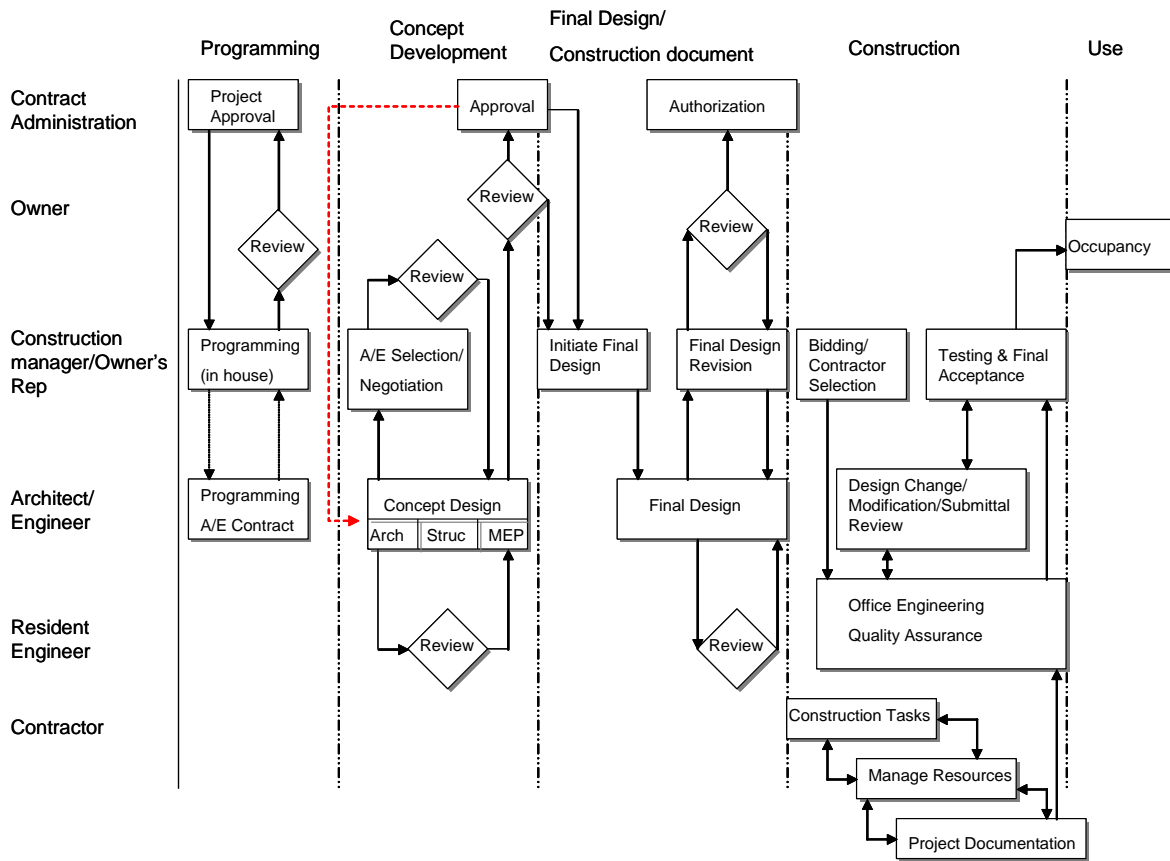 Programming
Concept
Development
Final Design/
Construction document
Construction
Use
Contract
Administration
Project
Approval
Approval
Authorization
Owner
Review
Review
Review
Review
Occupancy
Construction
manager/Owner's
Rep
Programming
(in house)
A/E Selection/
Negotiation
Initiate Final
Design
Final Design
Revision
Bidding/
Contractor
Selection
Testing & Final
Acceptance
Architect/
Engineer
Programming
A/E Contract
Concept Design
Arch
Struc
MEP
Final Design
Design Change/
Modification/Submittal
Review
Resident
Engineer
Review
Review
Office Engineering
Quality Assurance
Contractor
Construction Tasks
Manage Resources
Project Documentation